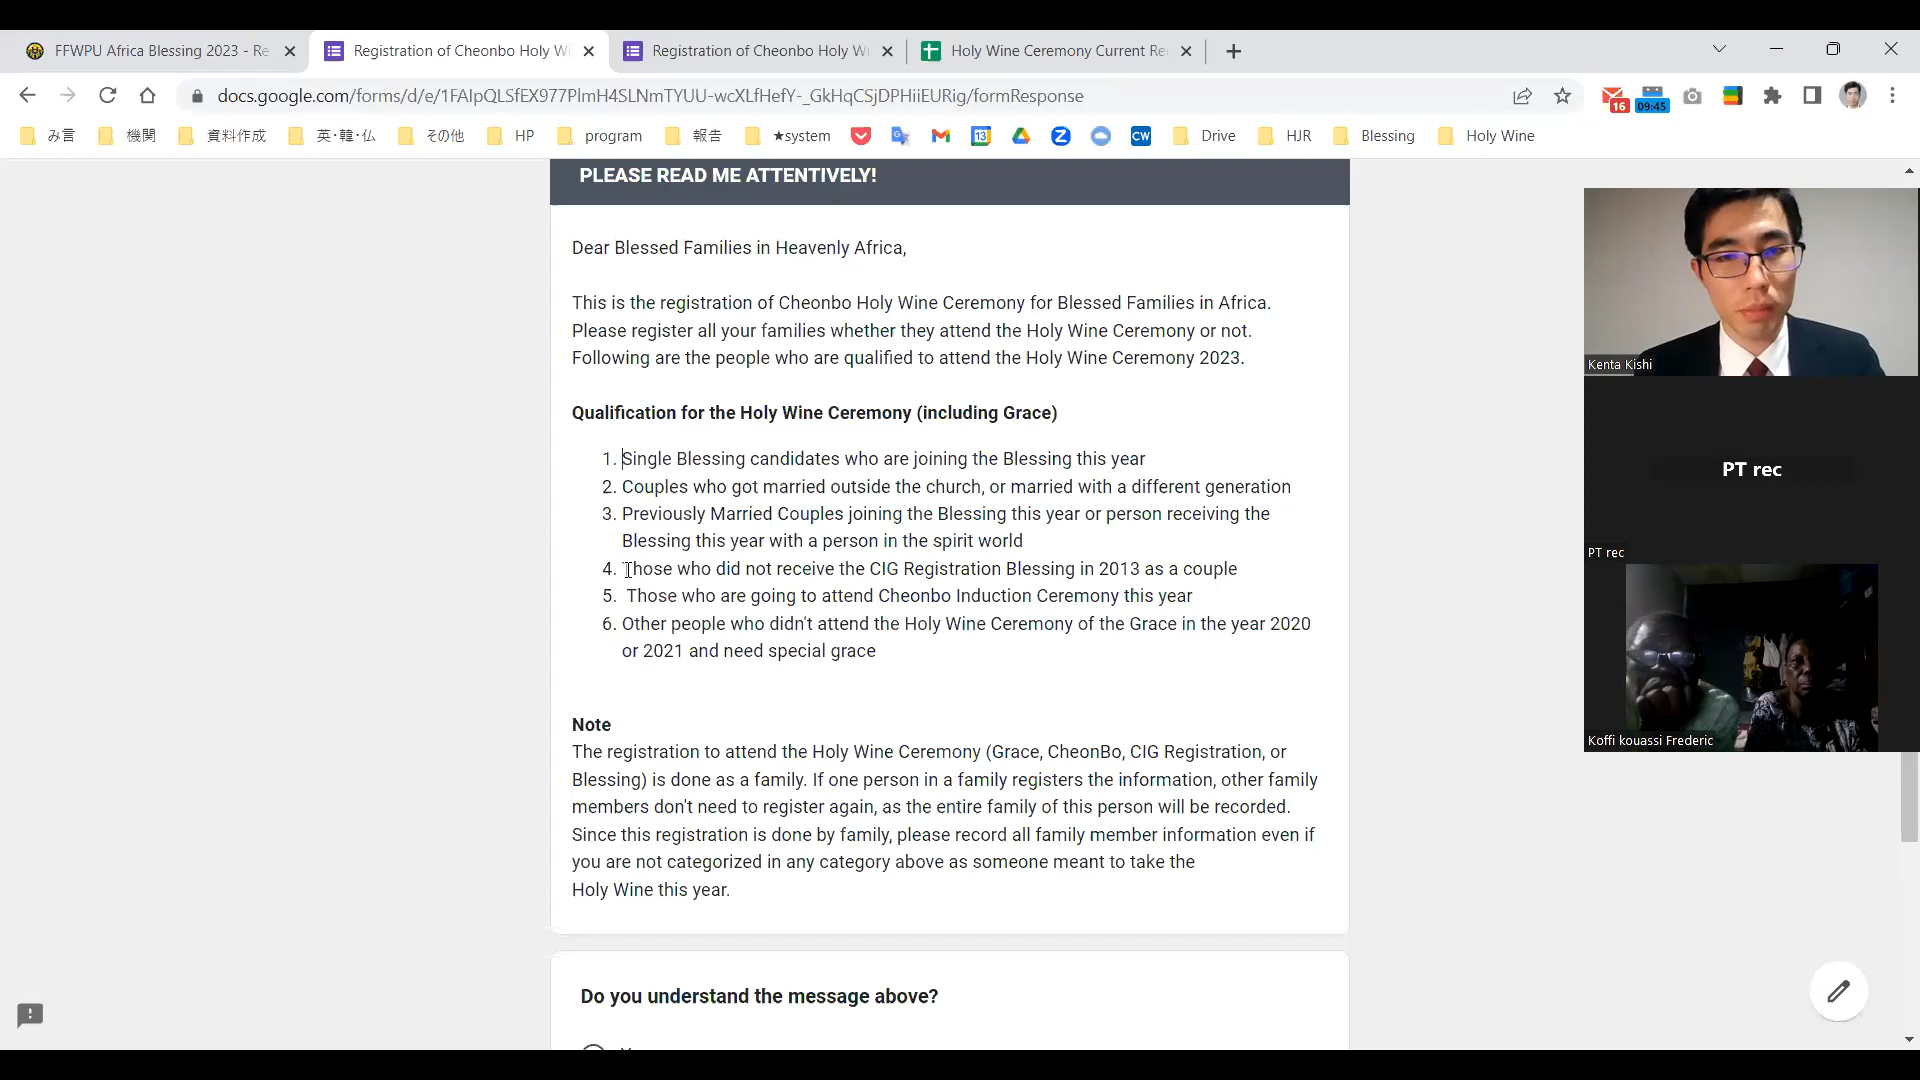 FFWPU Africa Blessing 2023 - Re
Registration of Cheonbo Holy Wi
Registration of Cheonbo Holy Wi
Holy Wine Ceremony Current Re
docs.google.com/forms/d/e/1FAIpQLSfEX977PlmH4SLNmTYUU-wcXLfHefY-_GkHqCSjDPHiiEURig/formResponse
16
09:45
み言
機関
資料作成
英・韓・仏
その他
HP
program
報告
★system
13
CW
Drive
HJR
Blessing
Holy Wine
PLEASE READ ME ATTENTIVELY!
Dear Blessed Families in Heavenly Africa,
This is the registration of Cheonbo Holy Wine Ceremony for Blessed Families in Africa.
Please register all your families whether they attend the Holy Wine Ceremony or not.
Following are the people who are qualified to attend the Holy Wine Ceremony 2023.
Qualification for the Holy Wine Ceremony (including Grace)
1. Single Blessing candidates who are joining the Blessing this year
2. Couples who got married outside the church, or married with a different generation
3. Previously Married Couples joining the Blessing this year or person receiving the
Blessing this year with a person in the spirit world
4. Those who did not receive the CIG Registration Blessing in 2013 as a couple
5. Those who are going to attend Cheonbo Induction Ceremony this year
6. Other people who didn't attend the Holy Wine Ceremony of the Grace in the year 2020
or 2021 and need special grace
Note
The registration to attend the Holy Wine Ceremony (Grace, CheonBo, CIG Registration, or
Blessing) is done as a family. If one person in a family registers the information, other family
members don't need to register again, as the entire family of this person will be recorded.
Since this registration is done by family, please record all family member information even if
you are not categorized in any category above as someone meant to take the
Holy Wine this year.
Do you understand the message above?
Kenta Kishi
PT rec
PT rec
Koffi kouassi Frederic